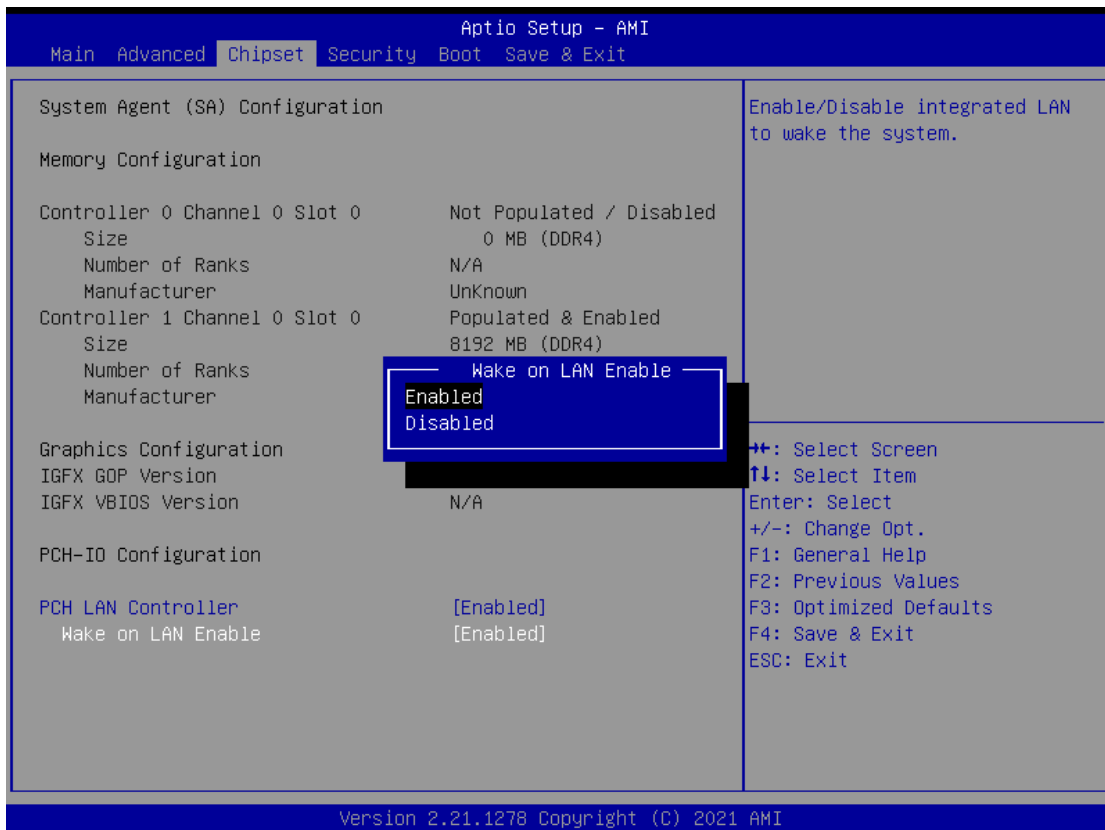 Aptio Setup – AMI
Main Advanced Chipset Security Boot Save & Exit
System Agent (SA) Configuration
Memory Configuration
Controller 0 Channel 0 Slot 0 Not Populated / Disabled
Size 0 MB (DDR4)
Number of Ranks N/A
Manufacturer UnKnown
Controller 1 Channel 0 Slot 0 Populated & Enabled
Size 8192 MB (DDR4)
Number of Ranks
Manufacturer
Graphics Configuration
IGFX GOP Version
IGFX VBIOS Version N/A
PCH-IO Configuration
PCH LAN Controller [Enabled]
Wake on LAN Enable [Enabled]
Wake on LAN Enable
Enabled
Disabled
Enable/Disable integrated LAN
to wake the system.
→←: Select Screen
↑↓: Select Item
Enter: Select
+/-: Change Opt.
F1: General Help
F2: Previous Values
F3: Optimized Defaults
F4: Save & Exit
ESC: Exit
Version 2.21.1278 Copyright (C) 2021 AMI